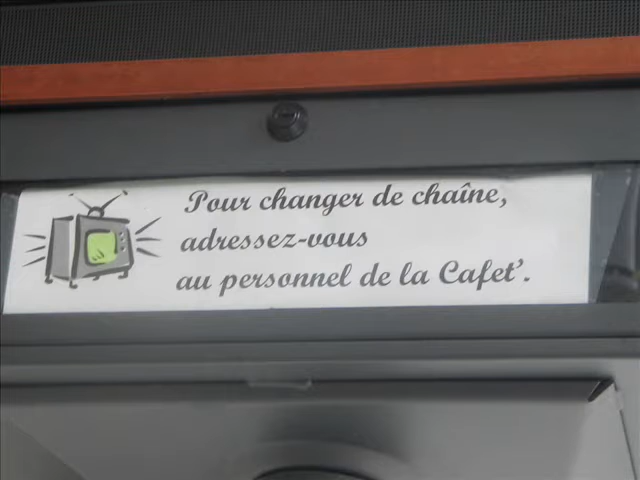 Pour changer de chaîne,
adressez-vous
au personnel de la Cafet'.